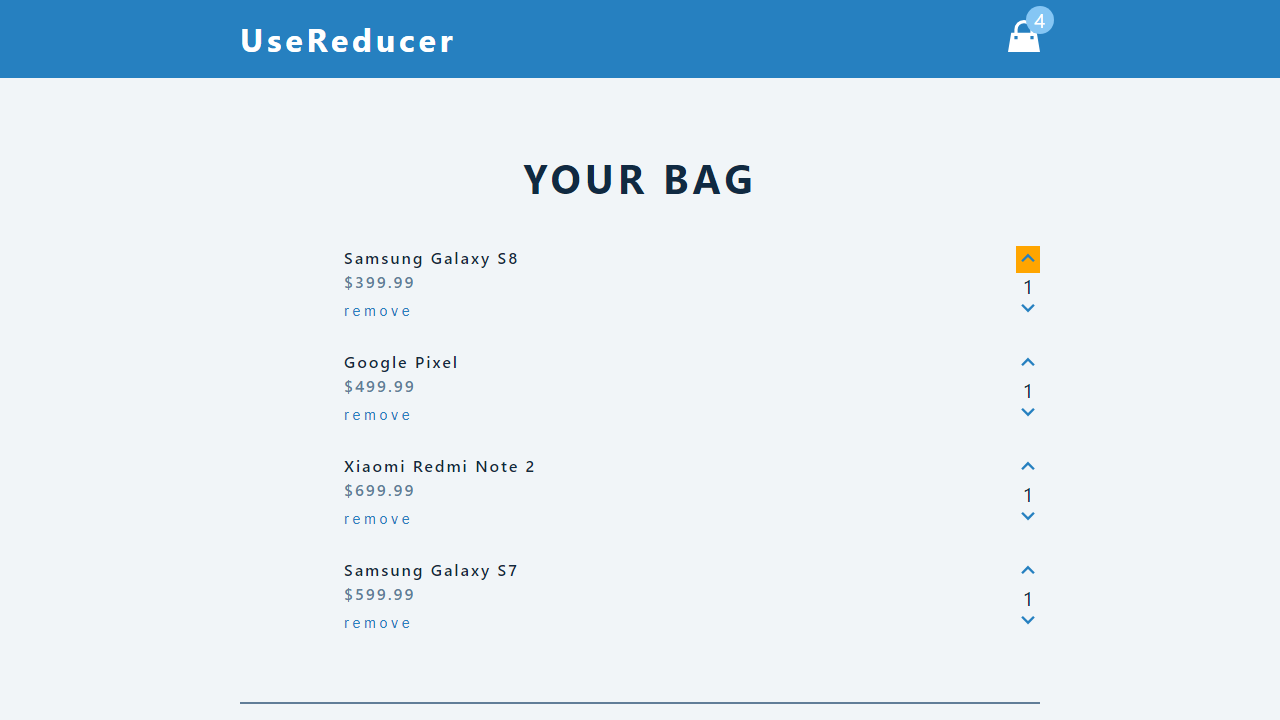 UseReducer
4
YOUR BAG
Samsung Galaxy S8
$399.99
remove
1
Google Pixel
$499.99
remove
1
Xiaomi Redmi Note 2
$699.99
remove
1
Samsung Galaxy S7
$599.99
remove
1